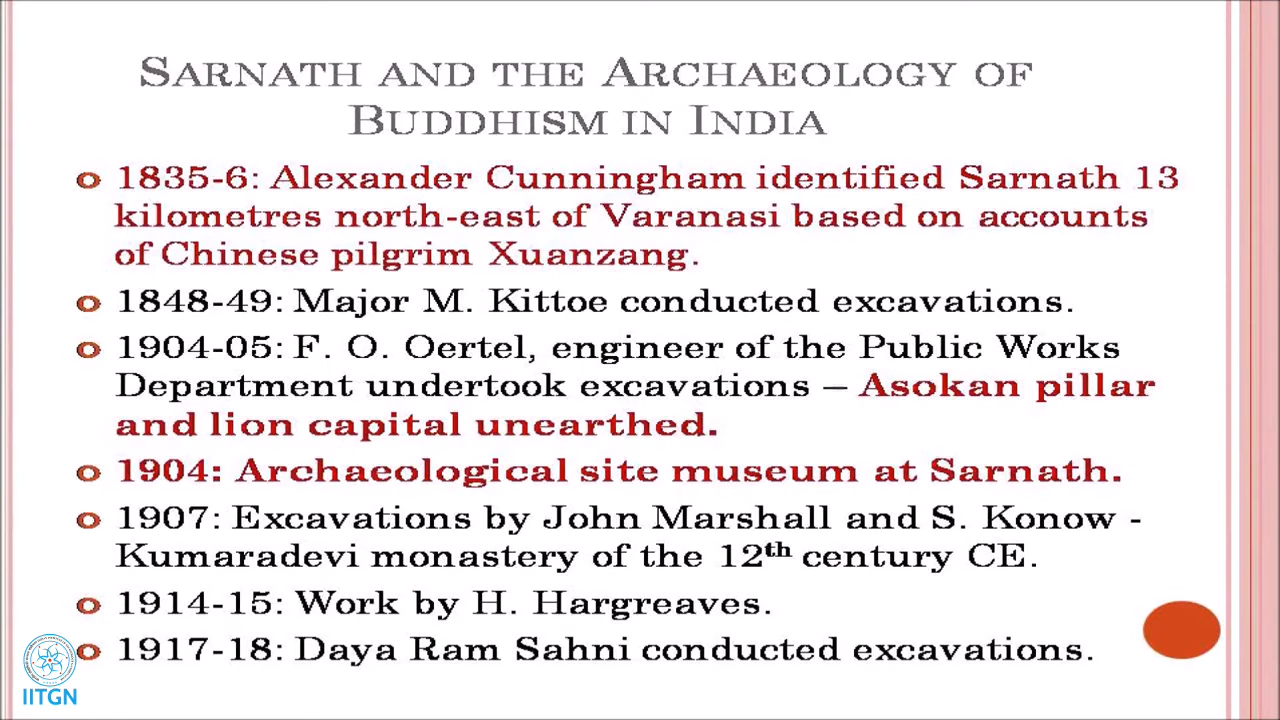 SARNATH AND THE ARCHAEOLOGY OF
BUDDHISM IN INDIA
1835-6: Alexander Cunningham identified Sarnath 13
kilometres north-east of Varanasi based on accounts
of Chinese pilgrim Xuanzang.
1848-49: Major M. Kittoe conducted excavations.
1904-05: F. O. Oertel, engineer of the Public Works
Department undertook excavations – Asokan pillar
and lion capital unearthed.
1904: Archaeological site museum at Sarnath.
1907: Excavations by John Marshall and S. Konow -
Kumaradevi monastery of the 12th century CE.
1914-15: Work by H. Hargreaves.
1917-18: Daya Ram Sahni conducted excavations.
IITGN